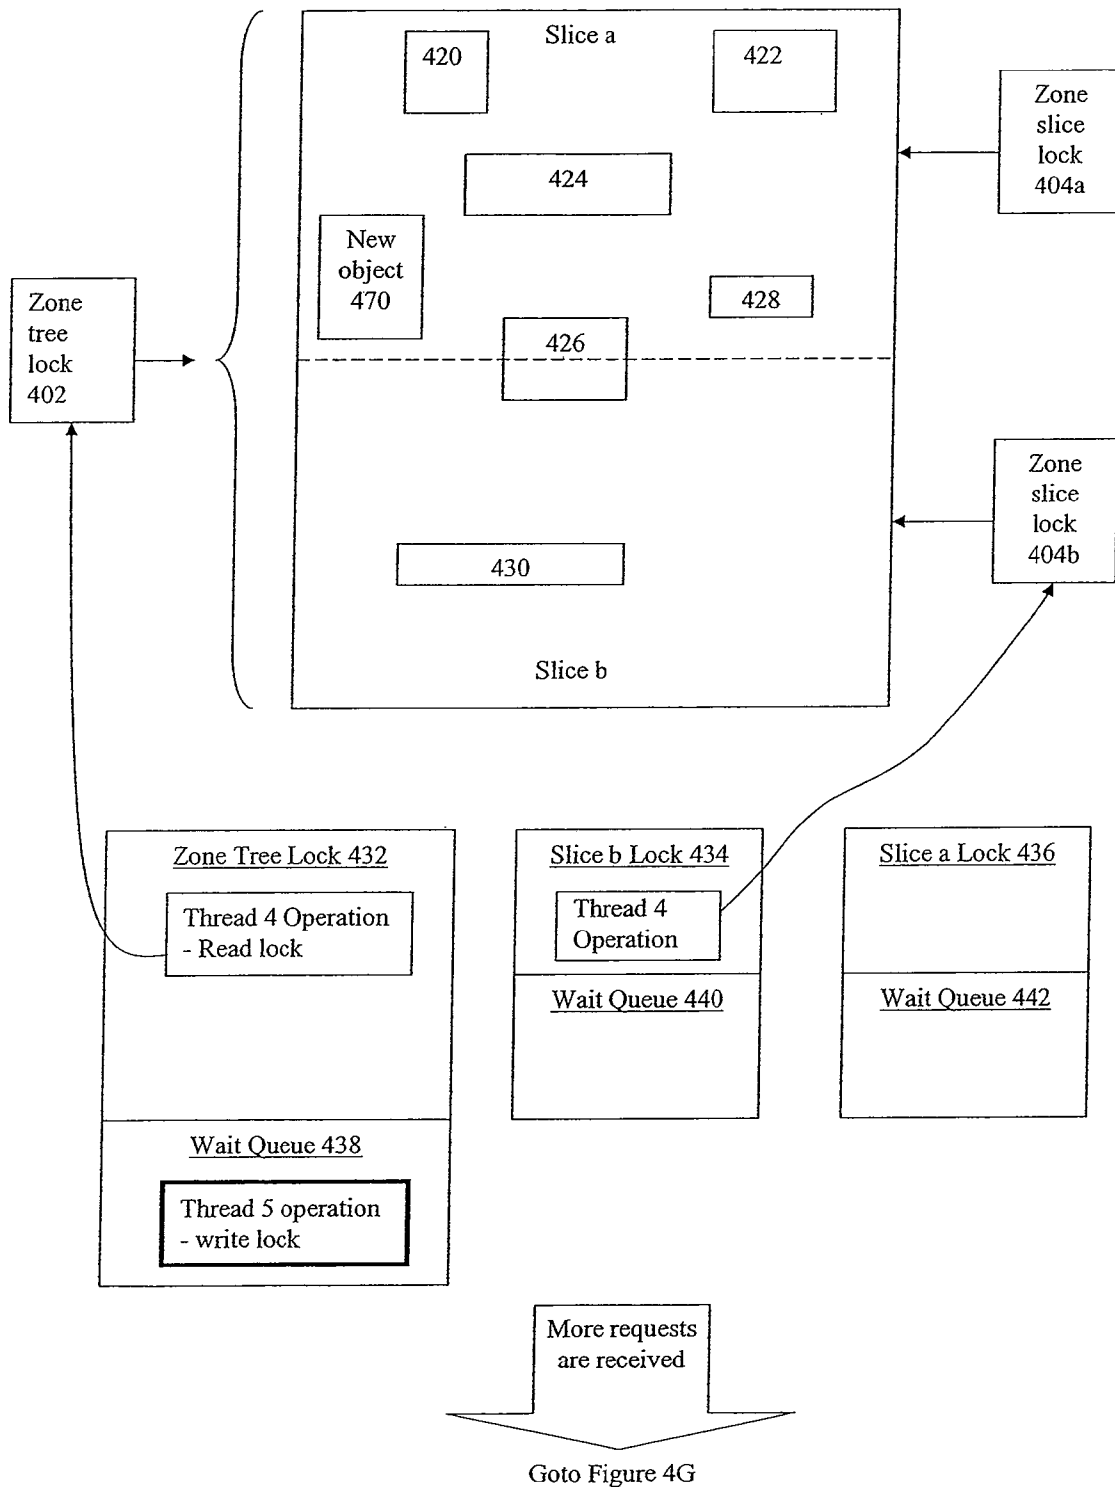 Slice a
420
422
Zone
slice
lock
404a
424
New
object
470
428
Zone
tree
lock
402
426
Zone
slice
lock
404b
430
Slice b
Zone Tree Lock 432
Thread 4 Operation
- Read lock
Wait Queue 438
Thread 5 operation
- write lock
Slice b Lock 434
Thread 4
Operation
Wait Queue 440
Slice a Lock 436
Wait Queue 442
More requests
are received
Goto Figure 4G